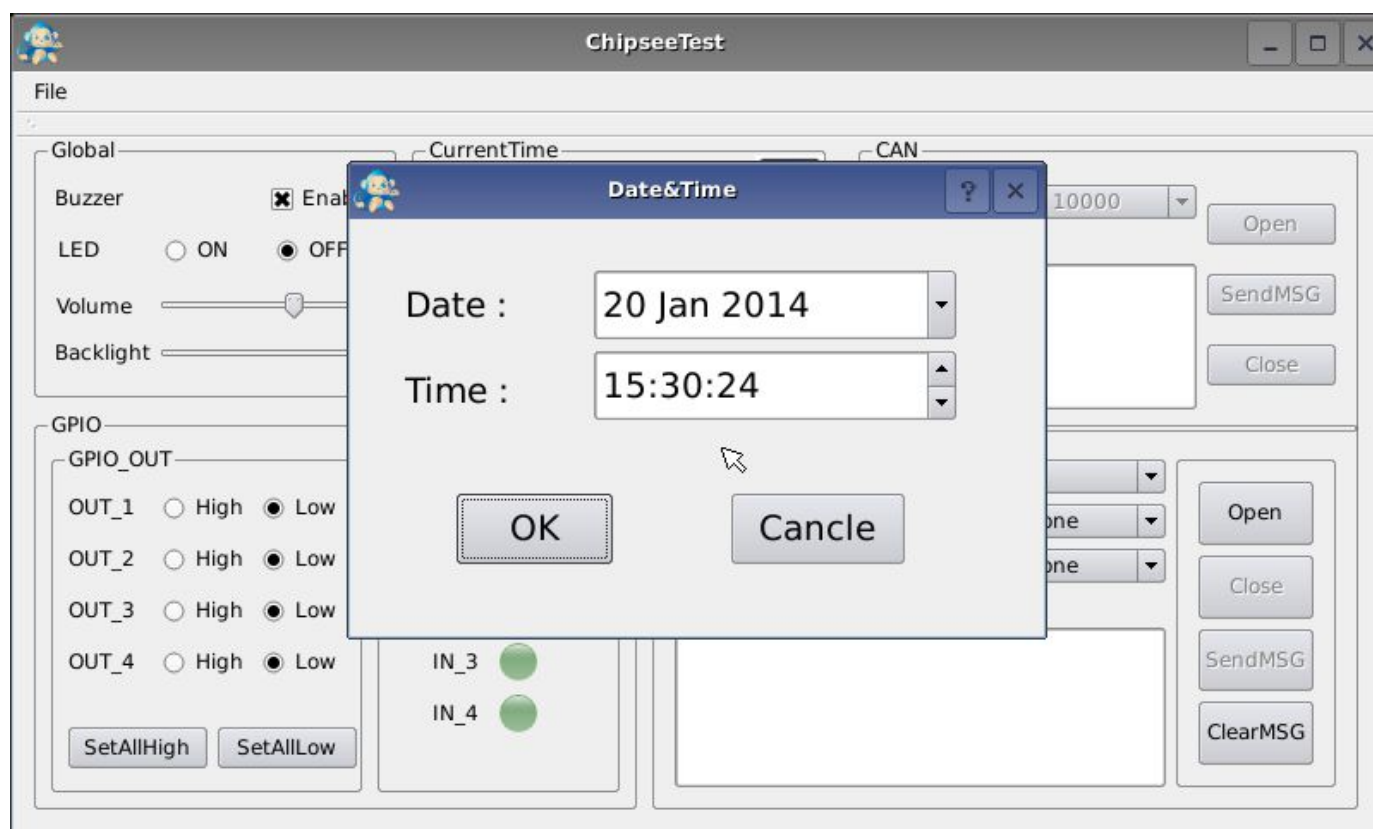 ChipseeTest
File
Global
CurrentTime
CAN
Buzzer
Date&Time
10000
Open
LED ON OFF
Date : 20 Jan 2014
SendMSG
Volume
Backlight
Time : 15:30:24
Close
GPIO
GPIO_OUT
OUT_1 High Low
OK
Cancle
Open
OUT_2 High Low
Close
OUT_3 High Low
OUT_4 High Low
IN_3
SendMSG
IN_4
SetAllHigh
SetAllLow
ClearMSG